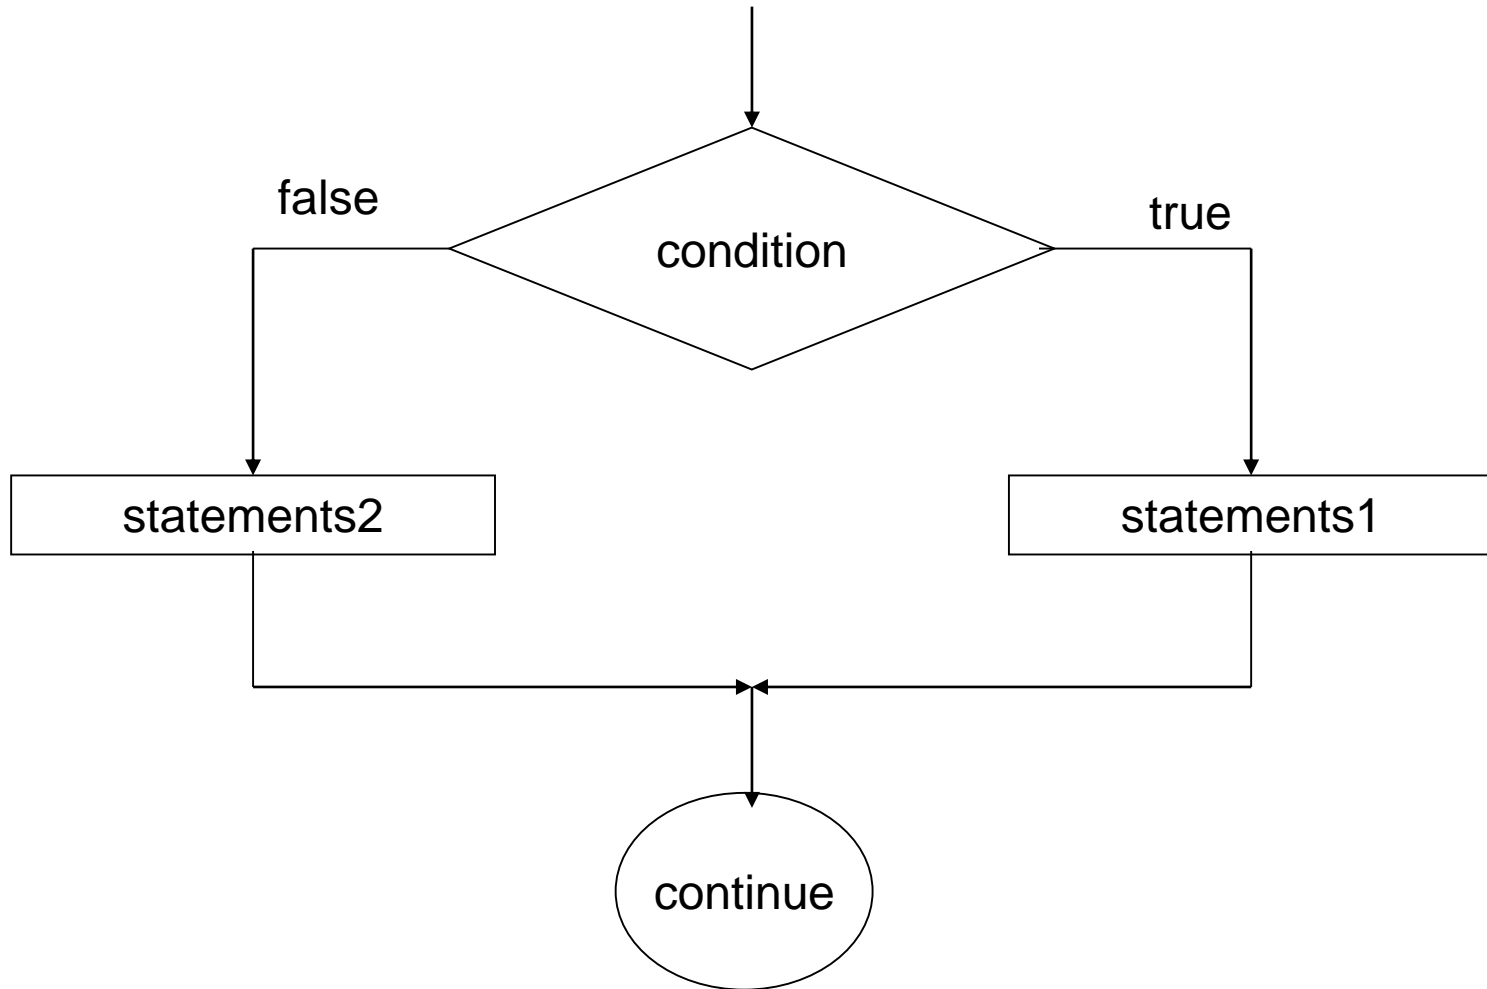 false
true
condition
statements2
statements1
continue